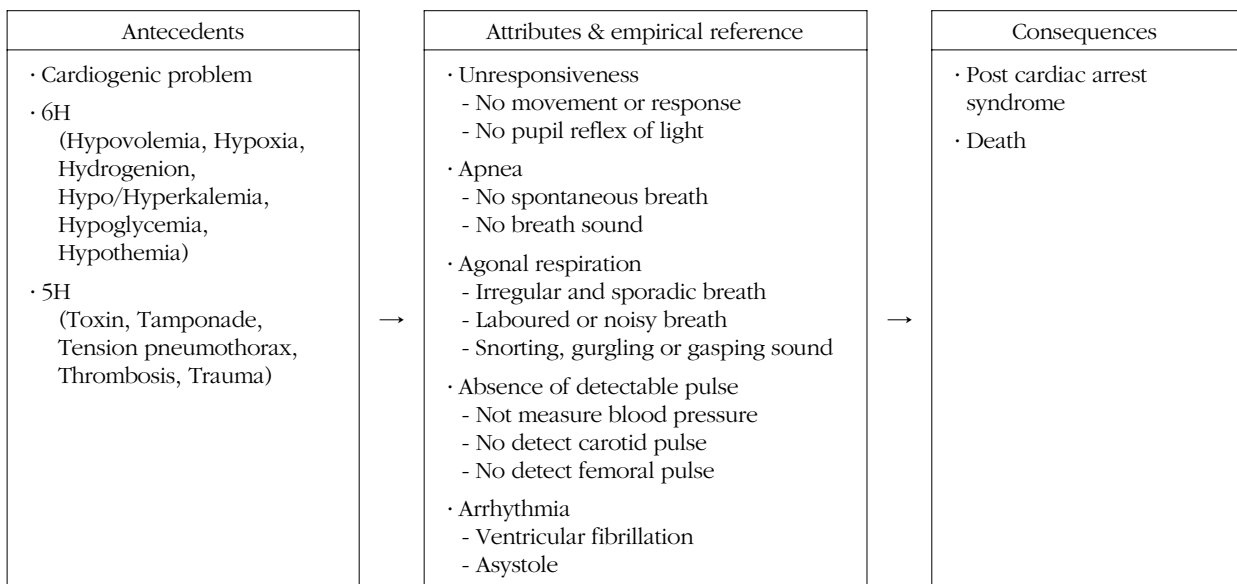 Antecedents
· Cardiogenic problem
· 6H
(Hypovolemia, Hypoxia,
Hydrogenion,
Hypo/Hyperkalemia,
Hypoglycemia,
Hypothemia)
· 5H
(Toxin, Tamponade,
Tension pneumothorax,
Thrombosis, Trauma)
→
Attributes & empirical reference
· Unresponsiveness
- No movement or response
- No pupil reflex of light
· Apnea
- No spontaneous breath
- No breath sound
· Agonal respiration
- Irregular and sporadic breath
- Laboured or noisy breath
- Snorting, gurgling or gasping sound
· Absence of detectable pulse
- Not measure blood pressure
- No detect carotid pulse
- No detect femoral pulse
· Arrhythmia
- Ventricular fibrillation
- Asystole
→
Consequences
· Post cardiac arrest
syndrome
· Death